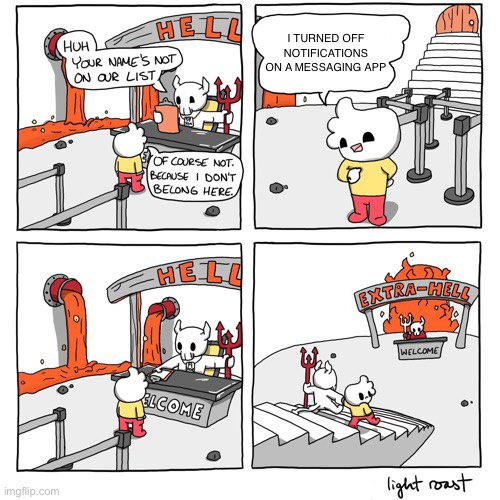 HELL
HUH
YOUR NAME'S NOT
ON OUR LIST.
OF COURSE NOT.
BECAUSE I DON'T
BELONG HERE.
I TURNED OFF
NOTIFICATIONS
ON A MESSAGING APP
HELL
ELCOME
EXTRA-HELL
WELCOME
light roast
imgflip.com